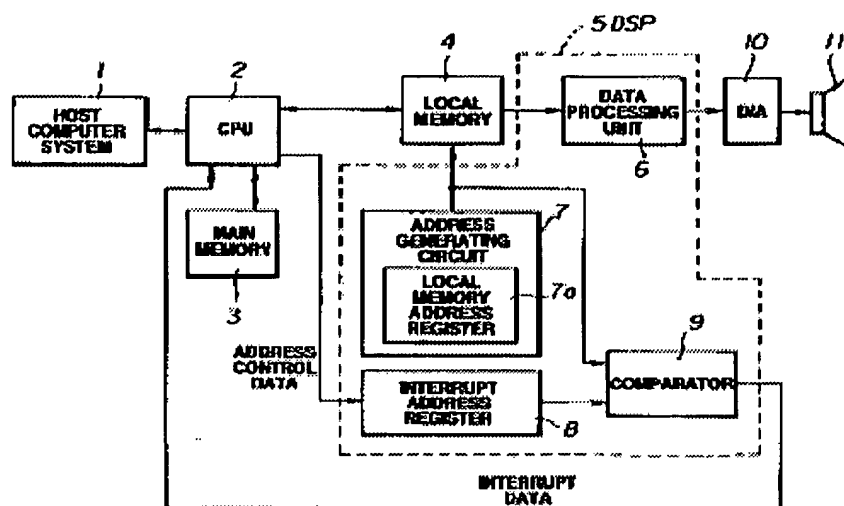 5 DSP
10
11
1
2
4
HOST
COMPUTER
SYSTEM
CPU
LOCAL
MEMORY
DATA
PROCESSING
UNIT
D/A
6
MAIN
MEMORY
3
ADDRESS
GENERATING
CIRCUIT
7
LOCAL
MEMORY
ADDRESS
REGISTER
7a
9
ADDRESS
CONTROL
DATA
COMPARATOR
INTERRUPT
ADDRESS
REGISTER
8
INTERRUPT
DATA